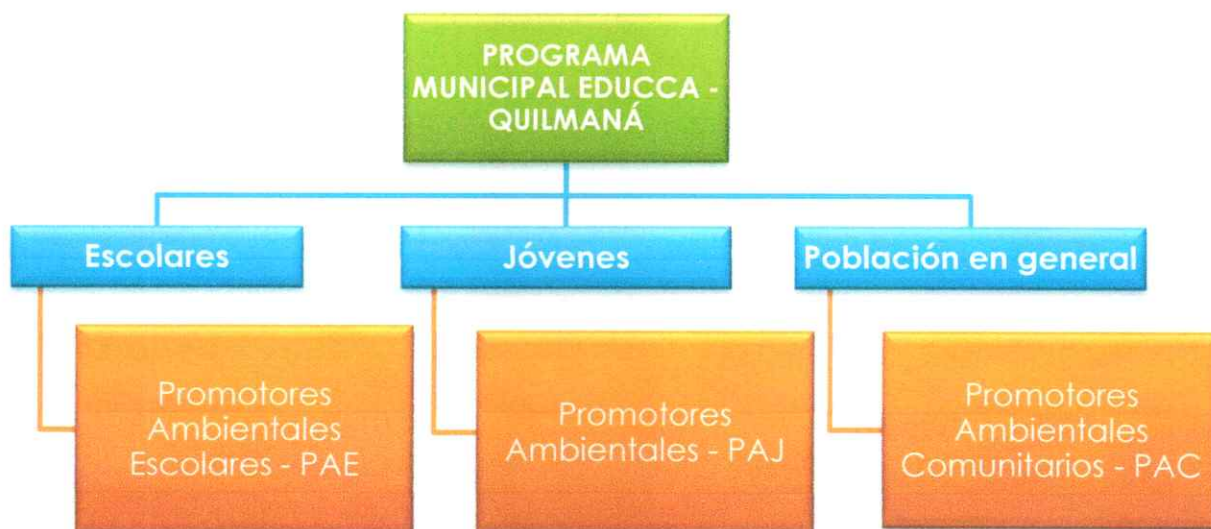 PROGRAMA
MUNICIPAL EDUCCA -
QUILMANÁ
Escolares
Jóvenes
Población en general
Promotores
Ambientales
Escolares - PAE
Promotores
Ambientales - PAJ
Promotores
Ambientales
Comunitarios - PAC